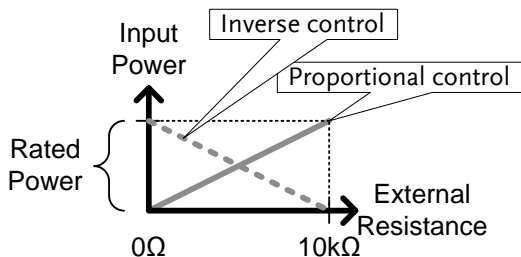 Inverse control
Input
Power
Proportional control
Rated
Power
External
Resistance
0Ω
10kΩ